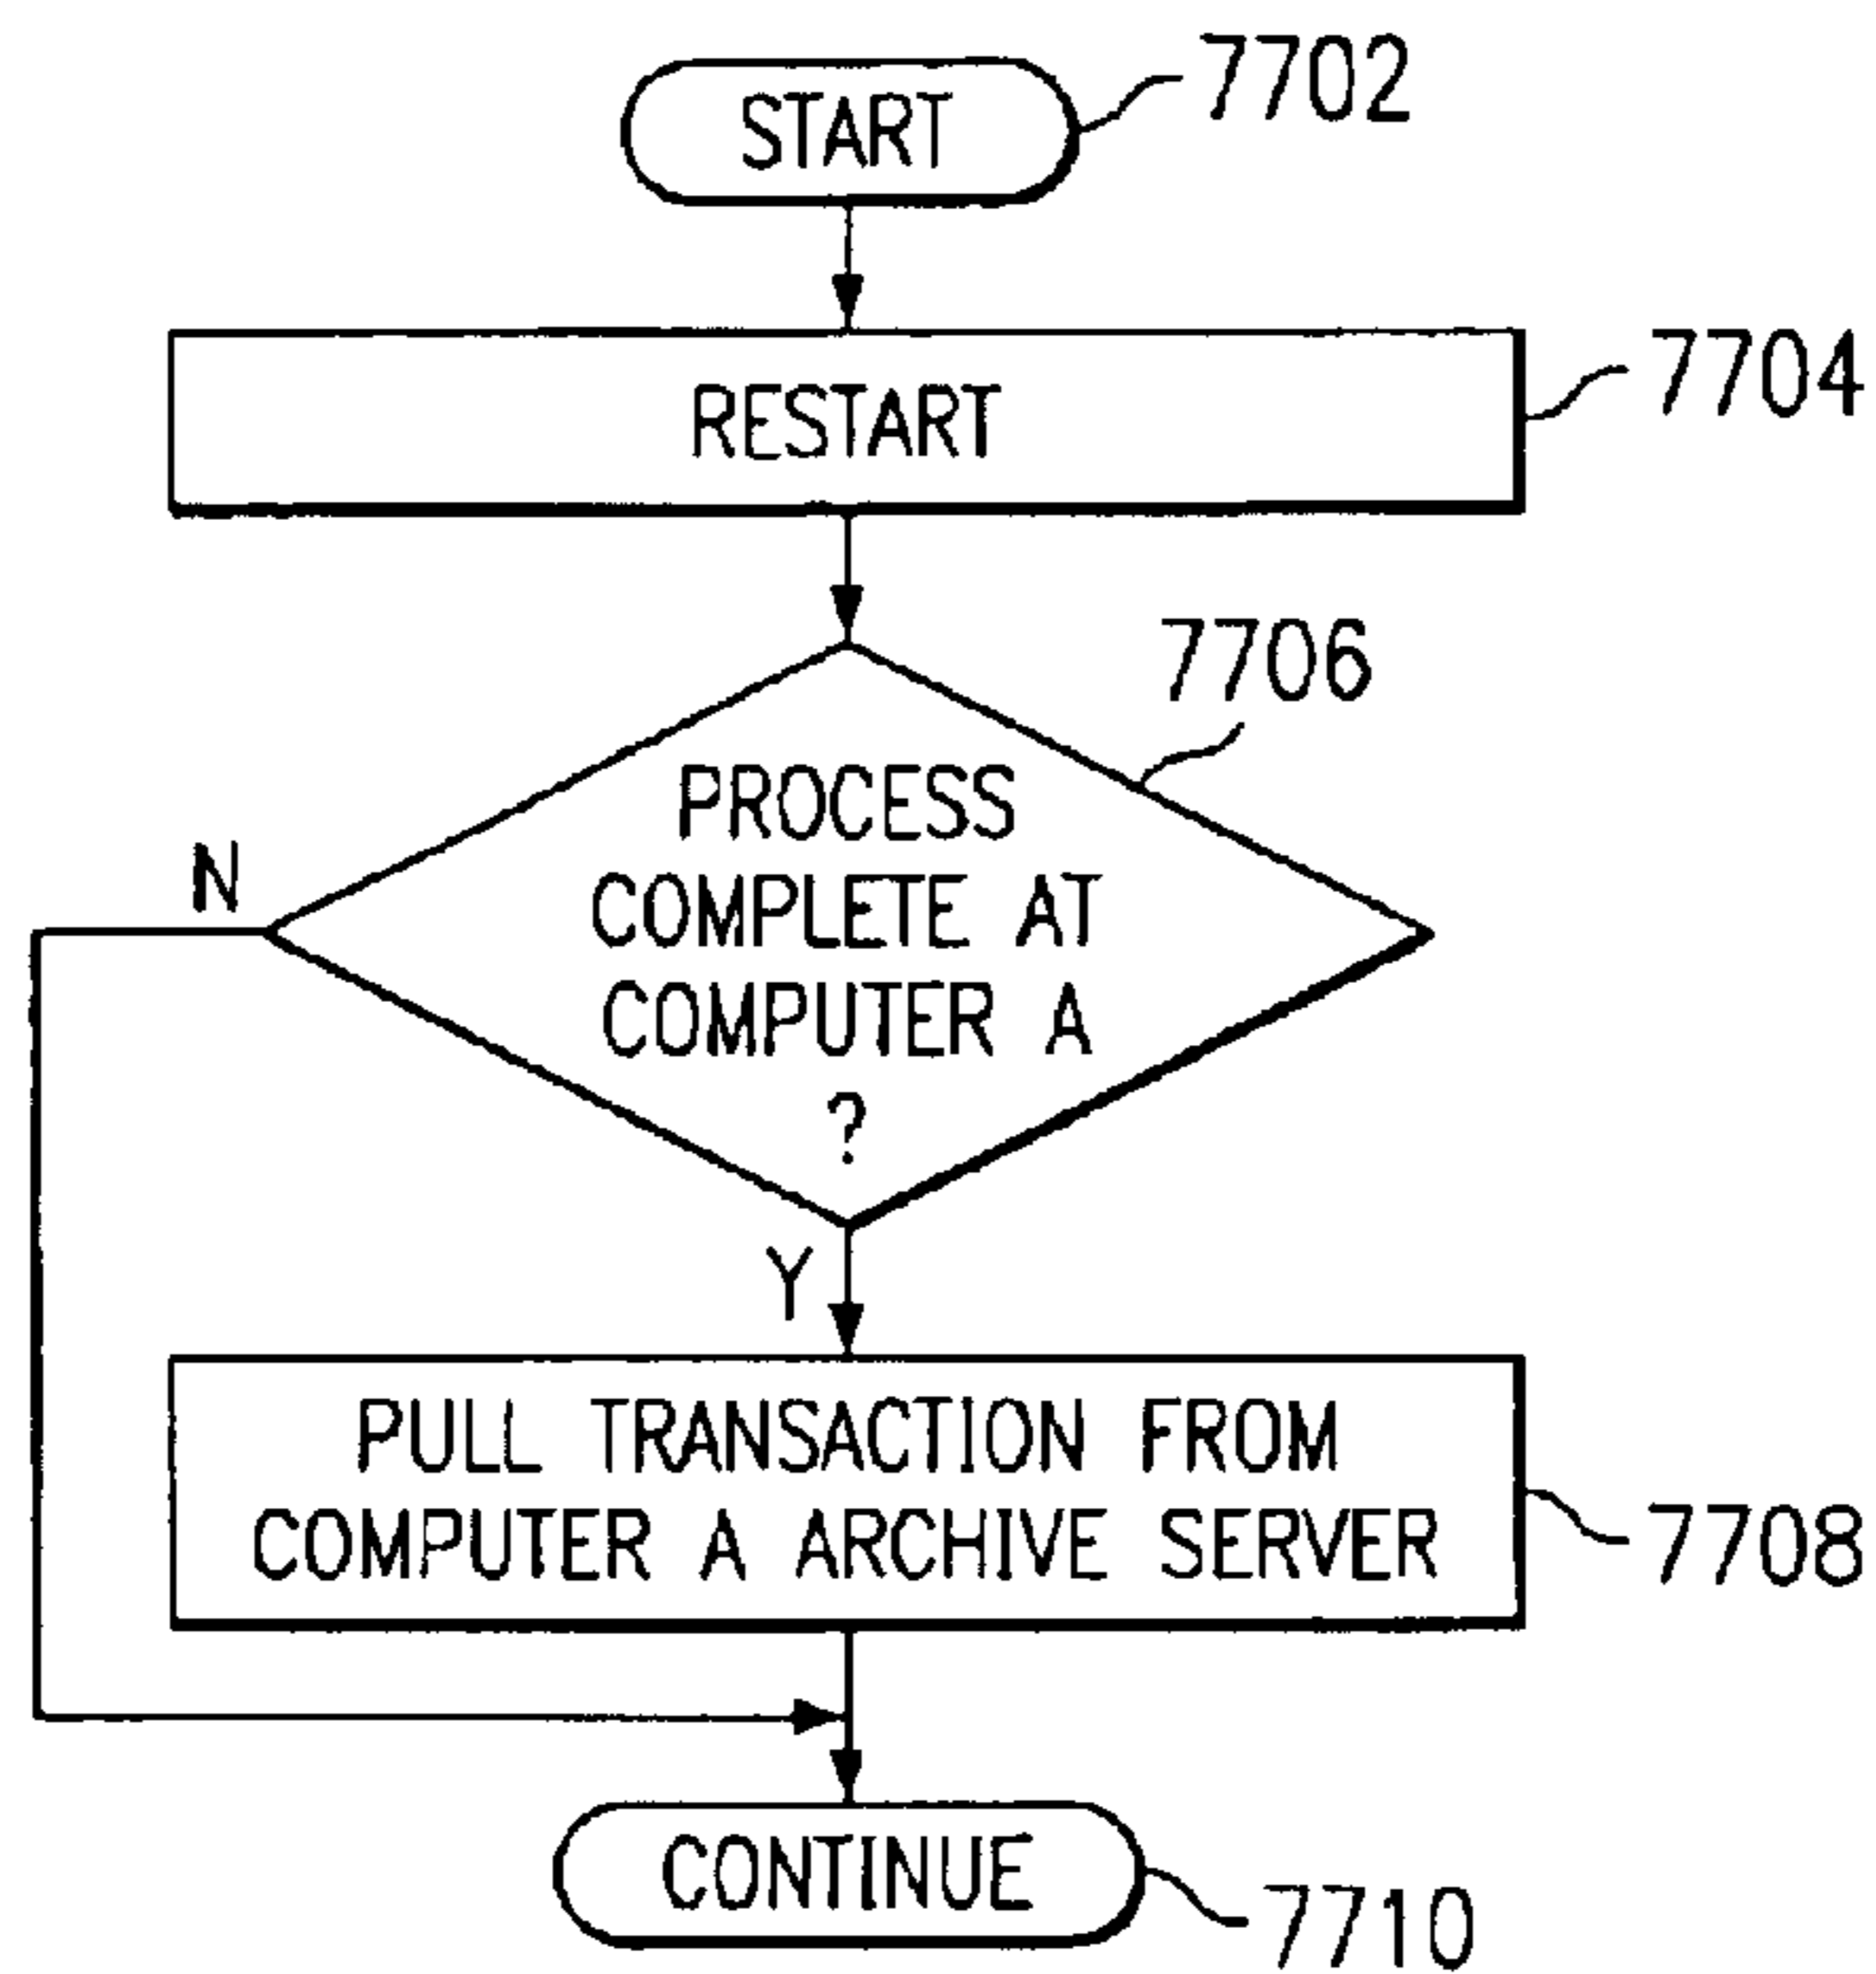 START
7702
RESTART
7704
7706
PROCESS
COMPLETE AT
COMPUTER A
?
N
Y
PULL TRANSACTION FROM
COMPUTER A ARCHIVE SERVER
7708
CONTINUE
7710